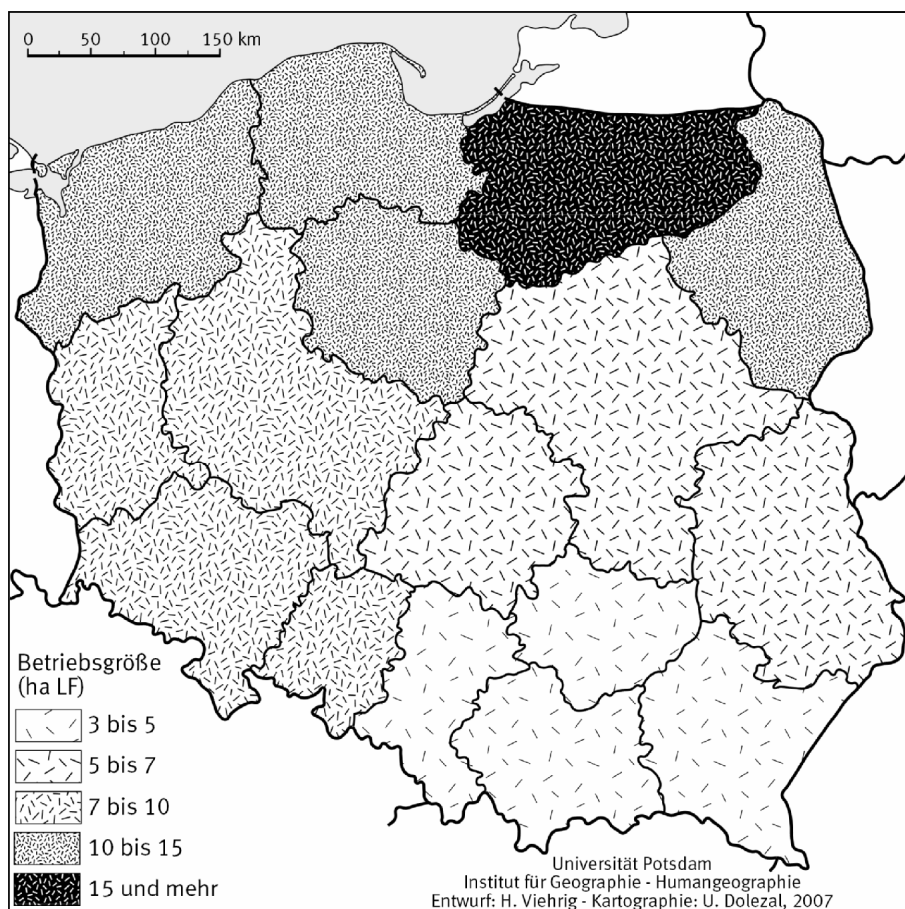 0 50 100 150 km
Betriebsgröße
(ha LF)
3 bis 5
5 bis 7
7 bis 10
10 bis 15
15 und mehr
Universität Potsdam
Institut für Geographie - Humangeographie
Entwurf: H. Viehrig - Kartographie: U. Dolezal, 2007